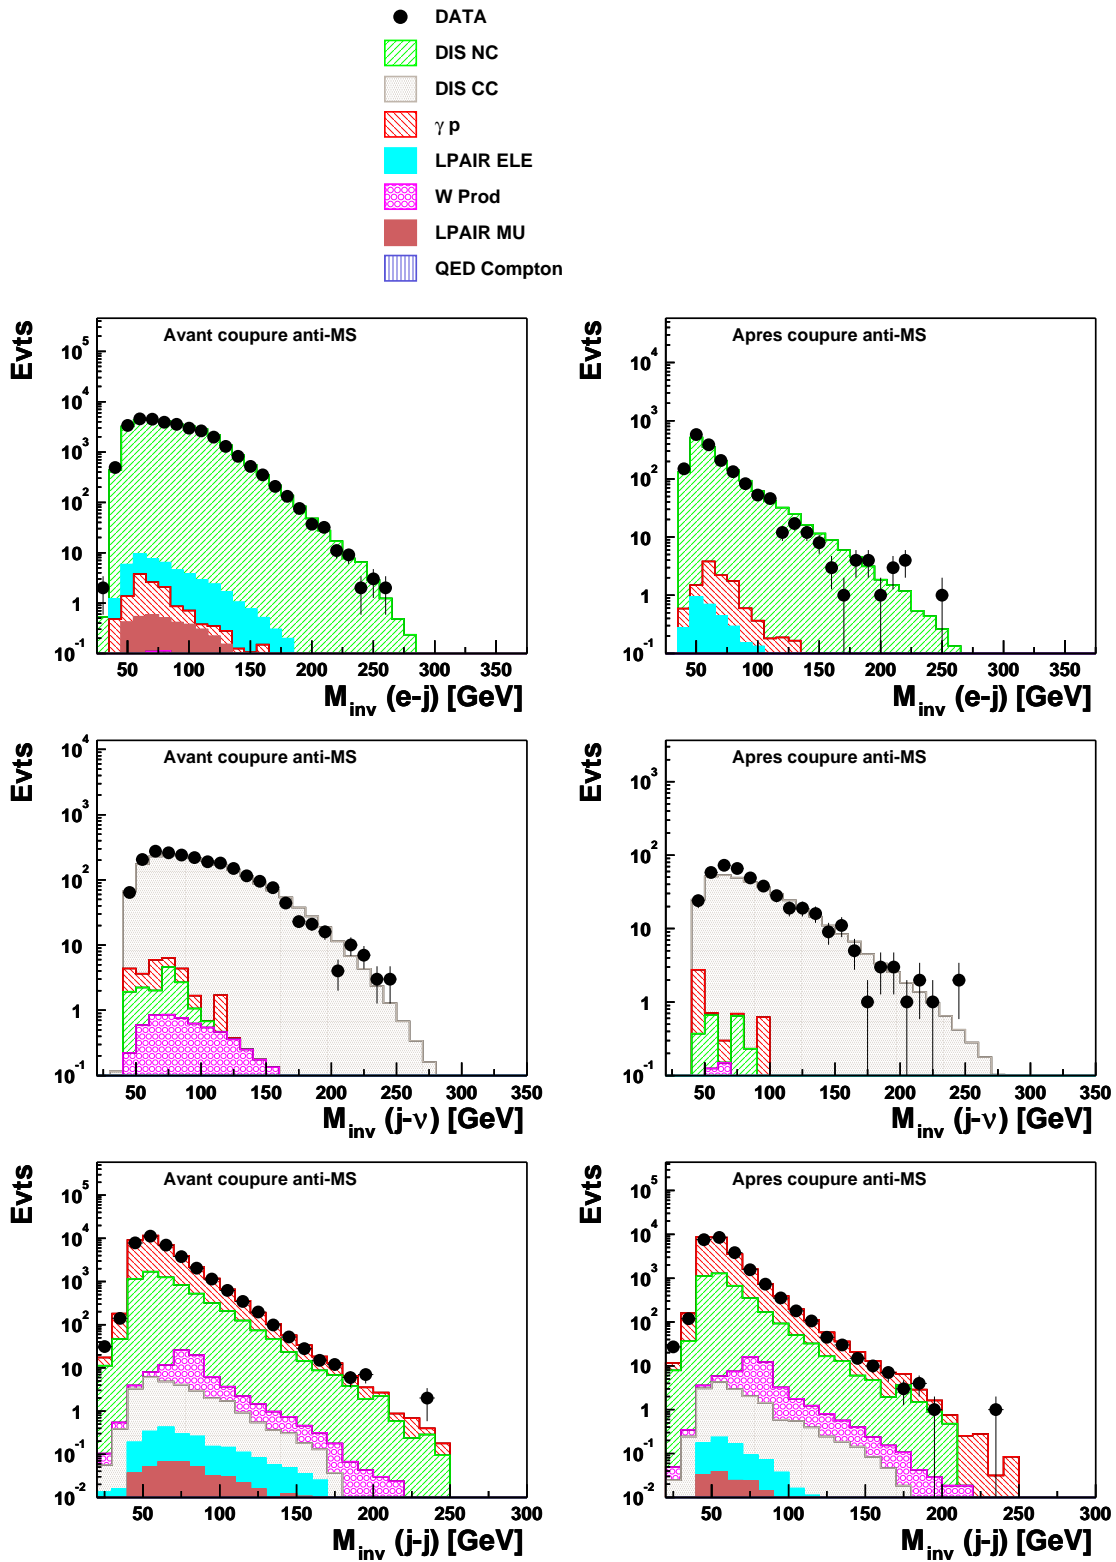 DATA
DIS NC
DIS CC
γ p
LPAIR ELE
W Prod
LPAIR MU
QED Compton
Evts
Avant coupure anti-MS
10^5
10^4
10^3
10^2
10
1
10^-1
50 100 150 200 250 300 350
M_inv (e-j) [GeV]
Evts
Apres coupure anti-MS
10^4
10^3
10^2
10
1
10^-1
50 100 150 200 250 300 350
M_inv (e-j) [GeV]
Evts
Avant coupure anti-MS
10^4
10^3
10^2
10
1
10^-1
50 100 150 200 250 300 350
M_inv (j-ν) [GeV]
Evts
Apres coupure anti-MS
10^3
10^2
10
1
10^-1
50 100 150 200 250 300 350
M_inv (j-ν) [GeV]
Evts
Avant coupure anti-MS
10^5
10^4
10^3
10^2
10
1
10^-1
10^-2
50 100 150 200 250 300
M_inv (j-j) [GeV]
Evts
Apres coupure anti-MS
10^5
10^4
10^3
10^2
10
1
10^-1
10^-2
50 100 150 200 250 300
M_inv (j-j) [GeV]